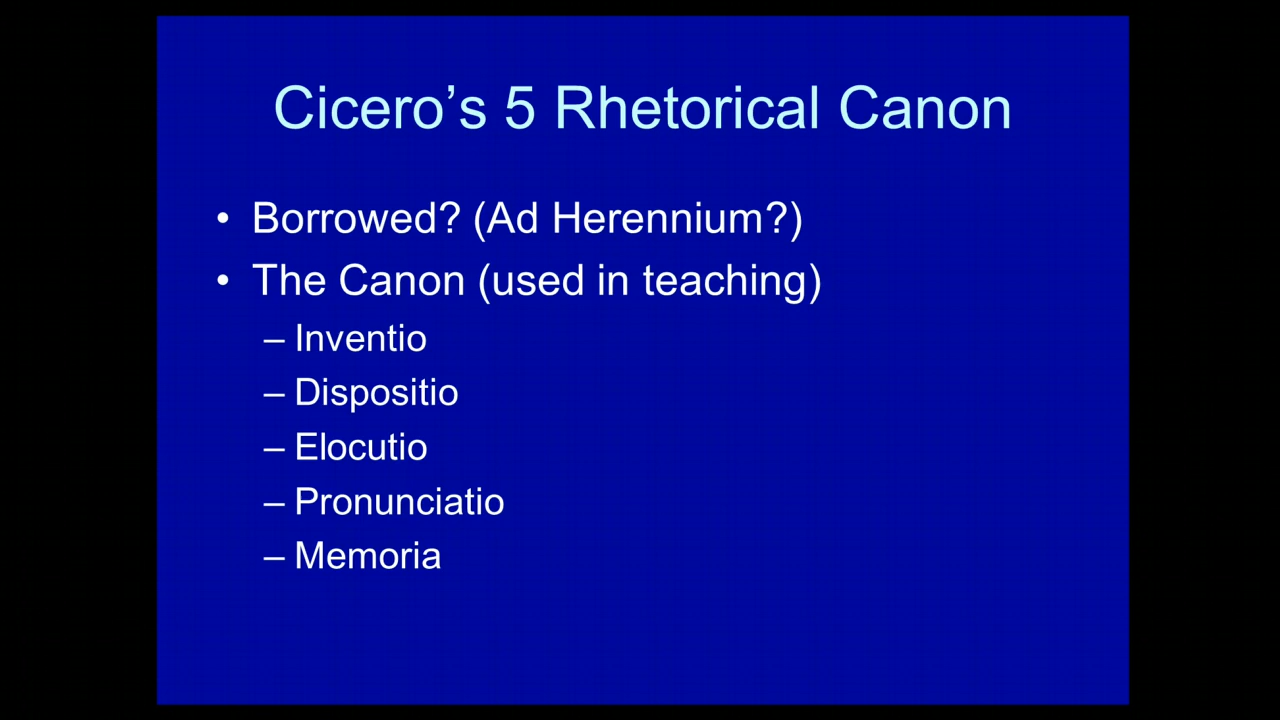 Cicero’s 5 Rhetorical Canon
• Borrowed? (Ad Herennium?)
• The Canon (used in teaching)
– Inventio
– Dispositio
– Elocutio
– Pronunciatio
– Memoria